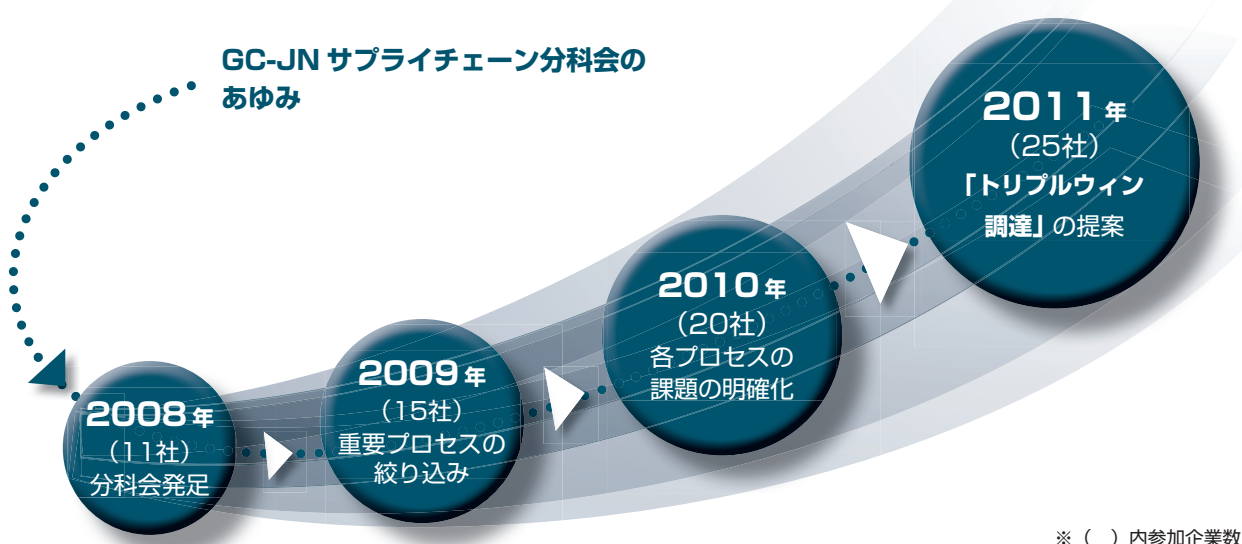 GC-JN サプライチェーン分科会の
あゆみ
2008年
（11社）
分科会発足
2009年
（15社）
重要プロセスの
絞り込み
2010年
（20社）
各プロセスの
課題の明確化
2011年
（25社）
「トリプルウィン
調達」の提案
※（　）内参加企業数